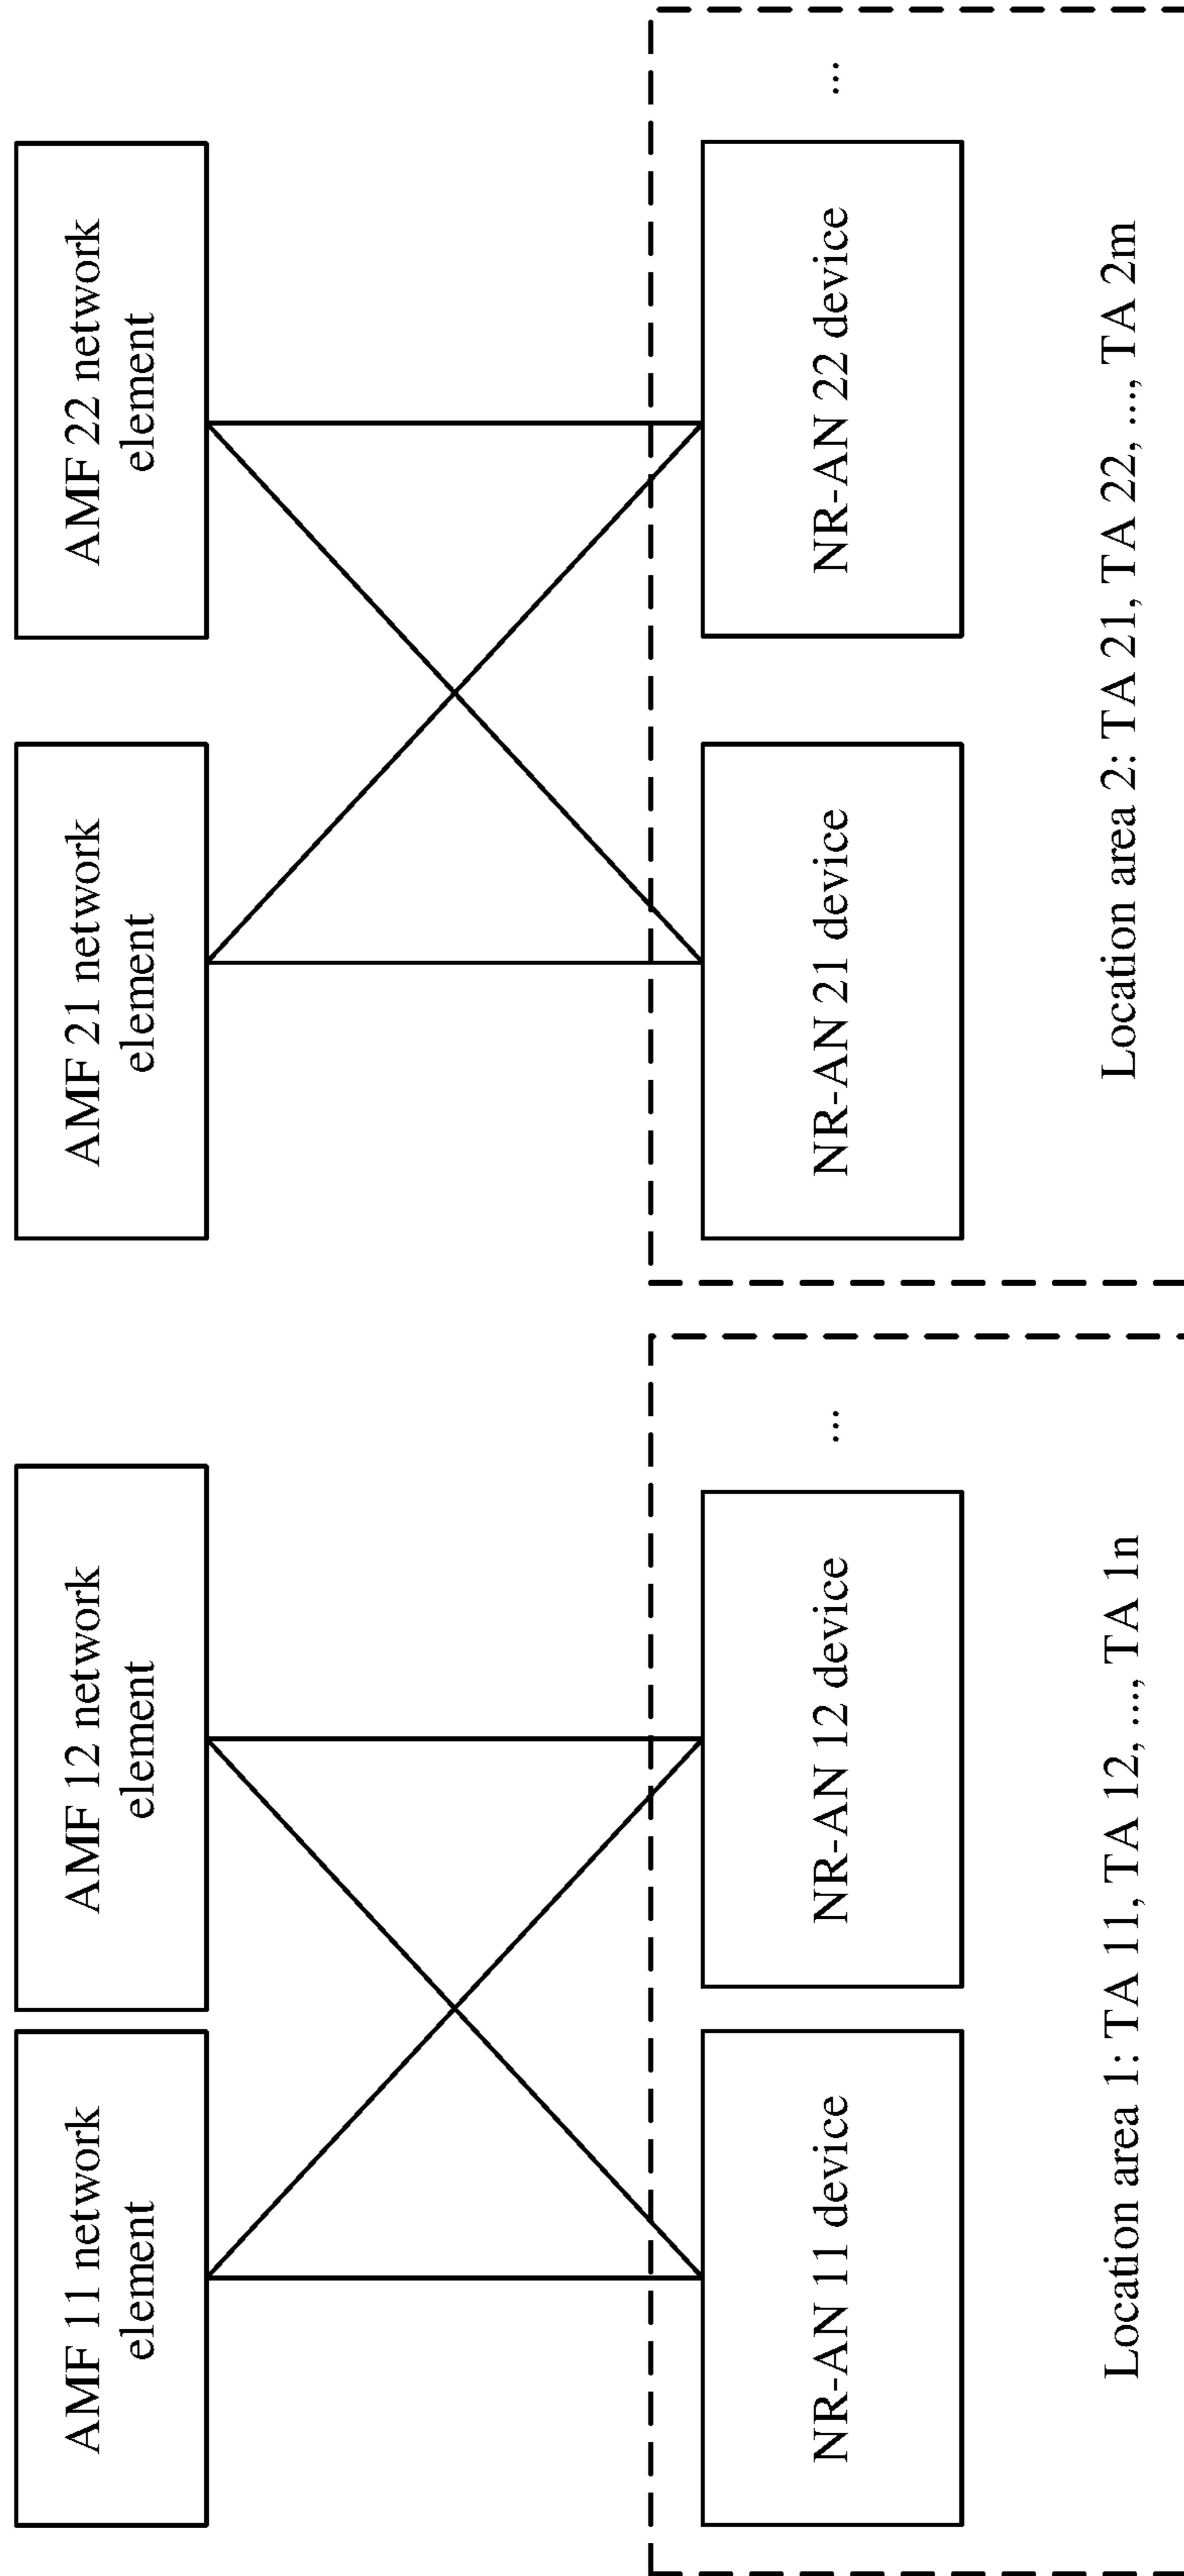 AMF 11 network
element
AMF 12 network
element
AMF 21 network
element
AMF 22 network
element
NR-AN 11 device
NR-AN 12 device
...
NR-AN 21 device
NR-AN 22 device
...
Location area 1: TA 11, TA 12, ..., TA 1n
Location area 2: TA 21, TA 22, ..., TA 2m